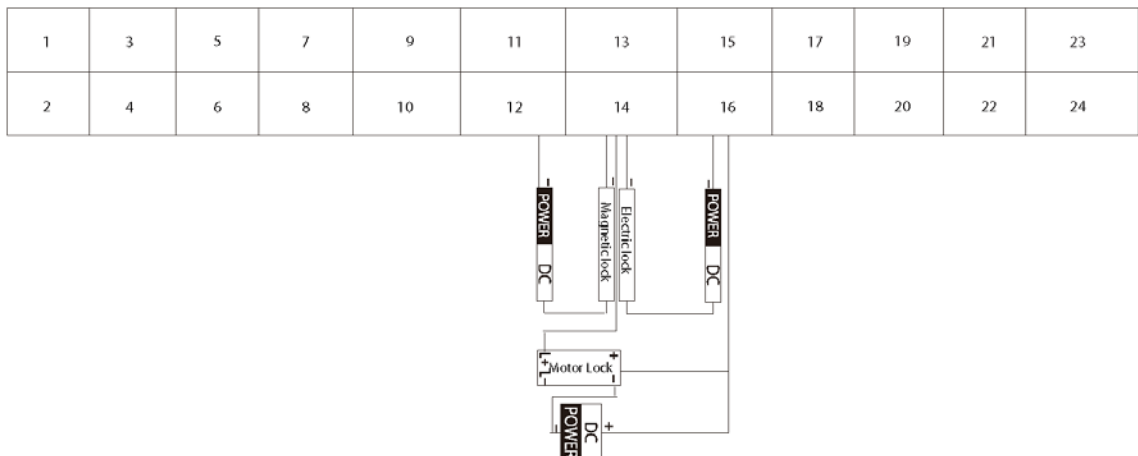 1 3 5 7 9 11 13 15 17 19 21 23
2 4 6 8 10 12 14 16 18 20 22 24
-
POWER
DC
-
Magnetic lock
-
Electric lock
-
POWER
DC
L+
L-
Motor Lock
+
-
-
POWER
DC
+